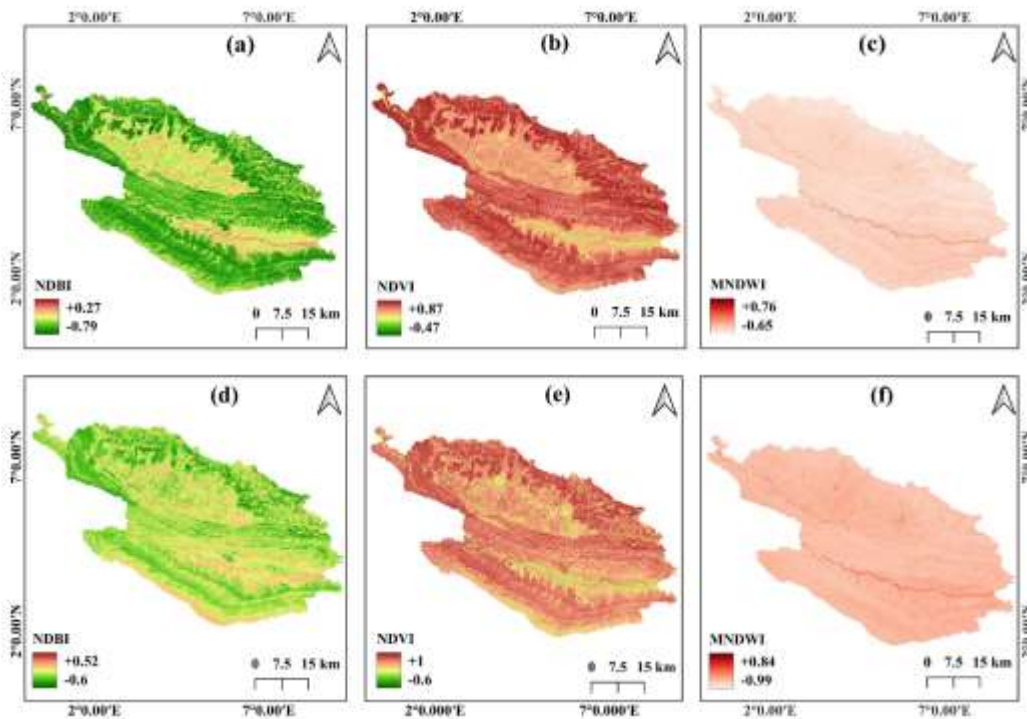 2°0.00'E 7°0.00'E 2°0.00'E 7°0.00'E 2°0.00'E 7°0.00'E
(a) (b) (c)
7°0.00'N
2°0.00'N
NDBI
+0.27
-0.79
0 7.5 15 km
NDVI
+0.87
-0.47
0 7.5 15 km
MNDWI
+0.76
-0.65
0 7.5 15 km
(d) (e) (f)
7°0.00'N
2°0.00'N
NDBI
+0.52
-0.6
0 7.5 15 km
NDVI
+1
-0.6
0 7.5 15 km
MNDWI
+0.84
-0.99
0 7.5 15 km
2°0.00'E 7°0.00'E 2°0.000'E 7°0.000'E 2°0.00'E 7°0.00'E